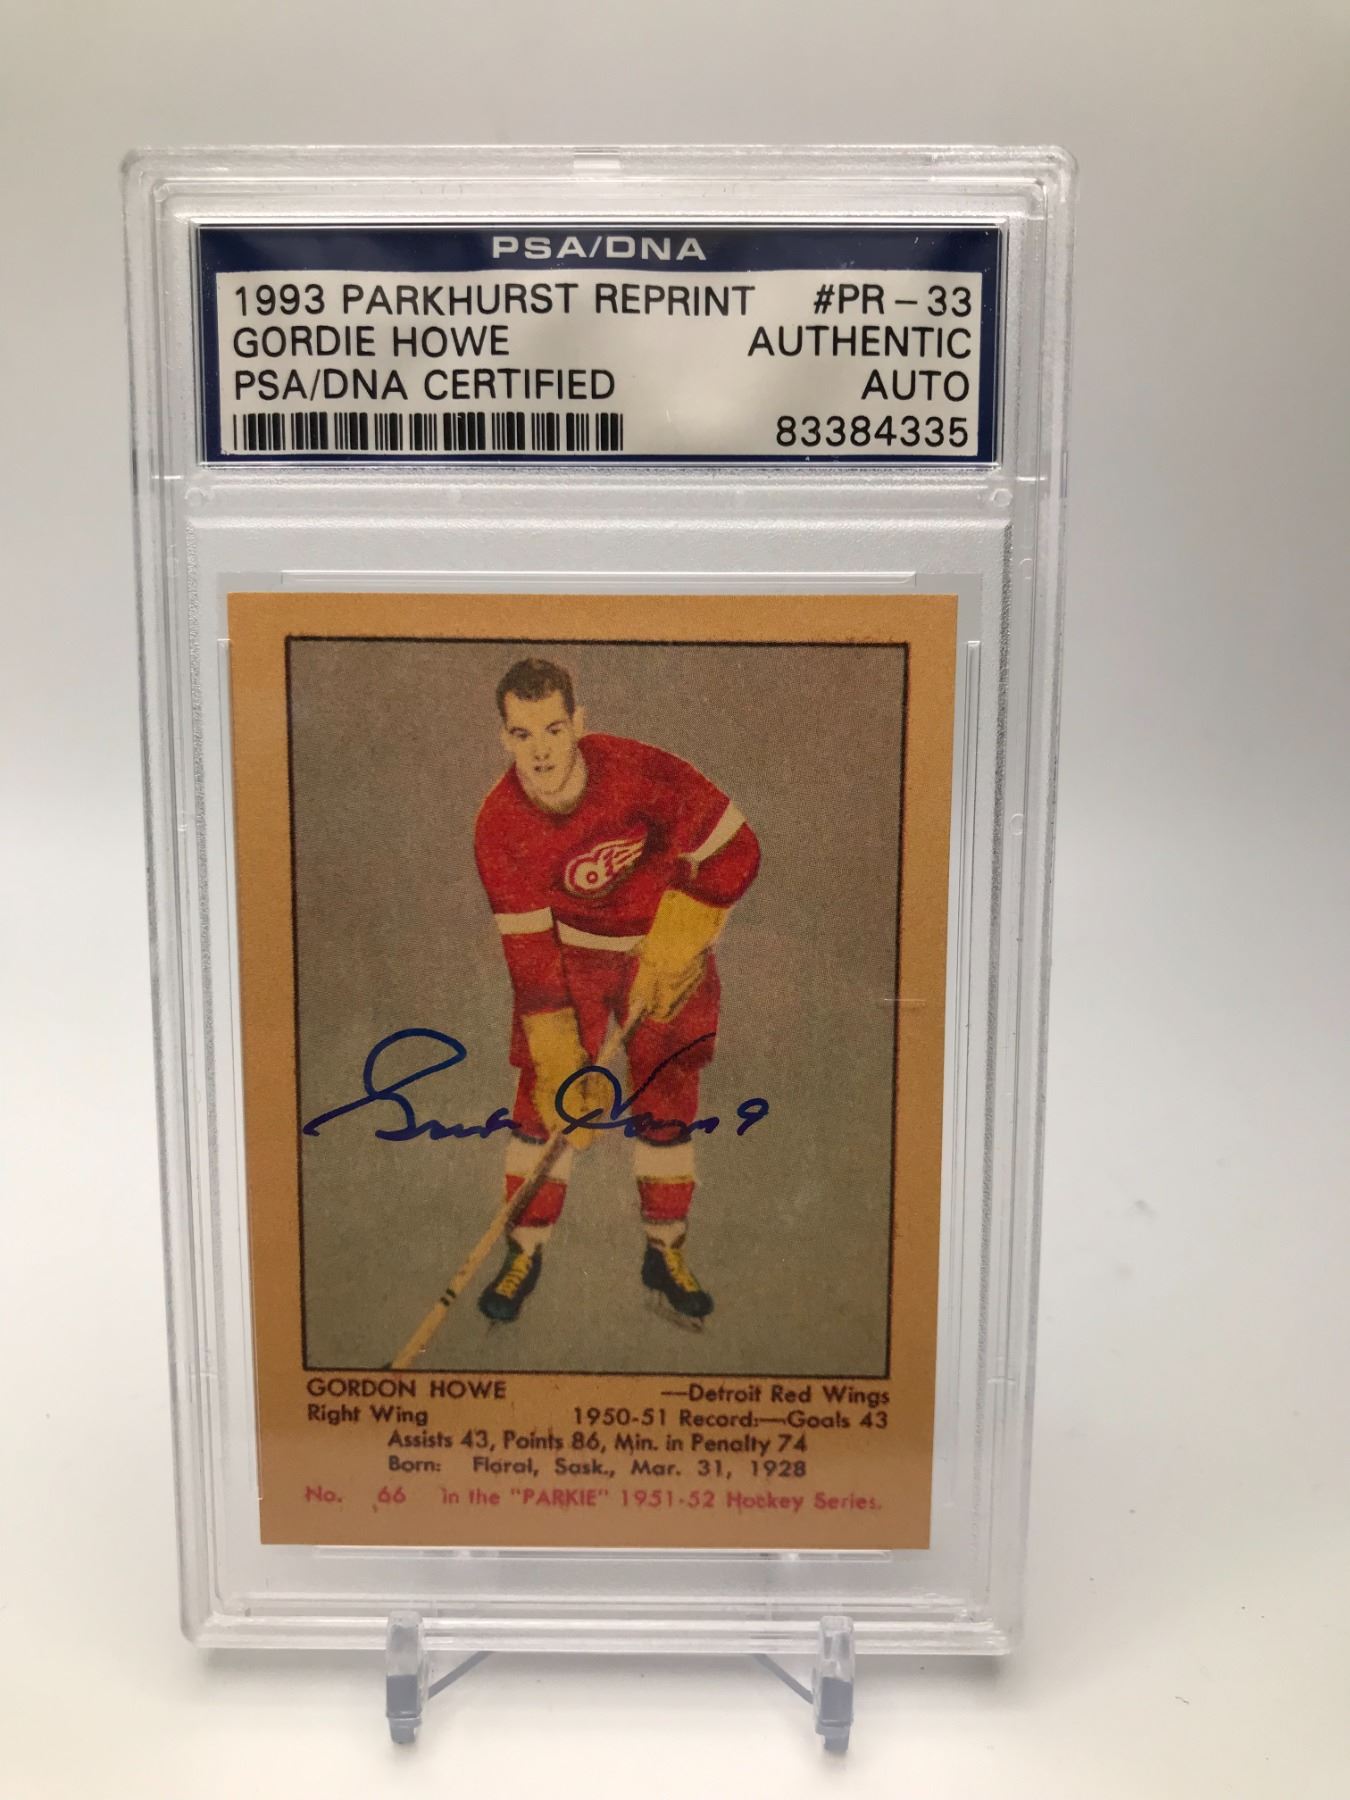 PSA/DNA
1993 PARKHURST REPRINT #PR-33
GORDIE HOWE AUTHENTIC
PSA/DNA CERTIFIED AUTO
83384335
Gordie Howe
GORDON HOWE —Detroit Red Wings
Right Wing 1950-51 Record:—Goals 43
Assists 43, Points 86, Min. in Penalty 74
Born: Floral, Sask., Mar. 31, 1928
No. 66 in the "PARKIE" 1951-52 Hockey Series.